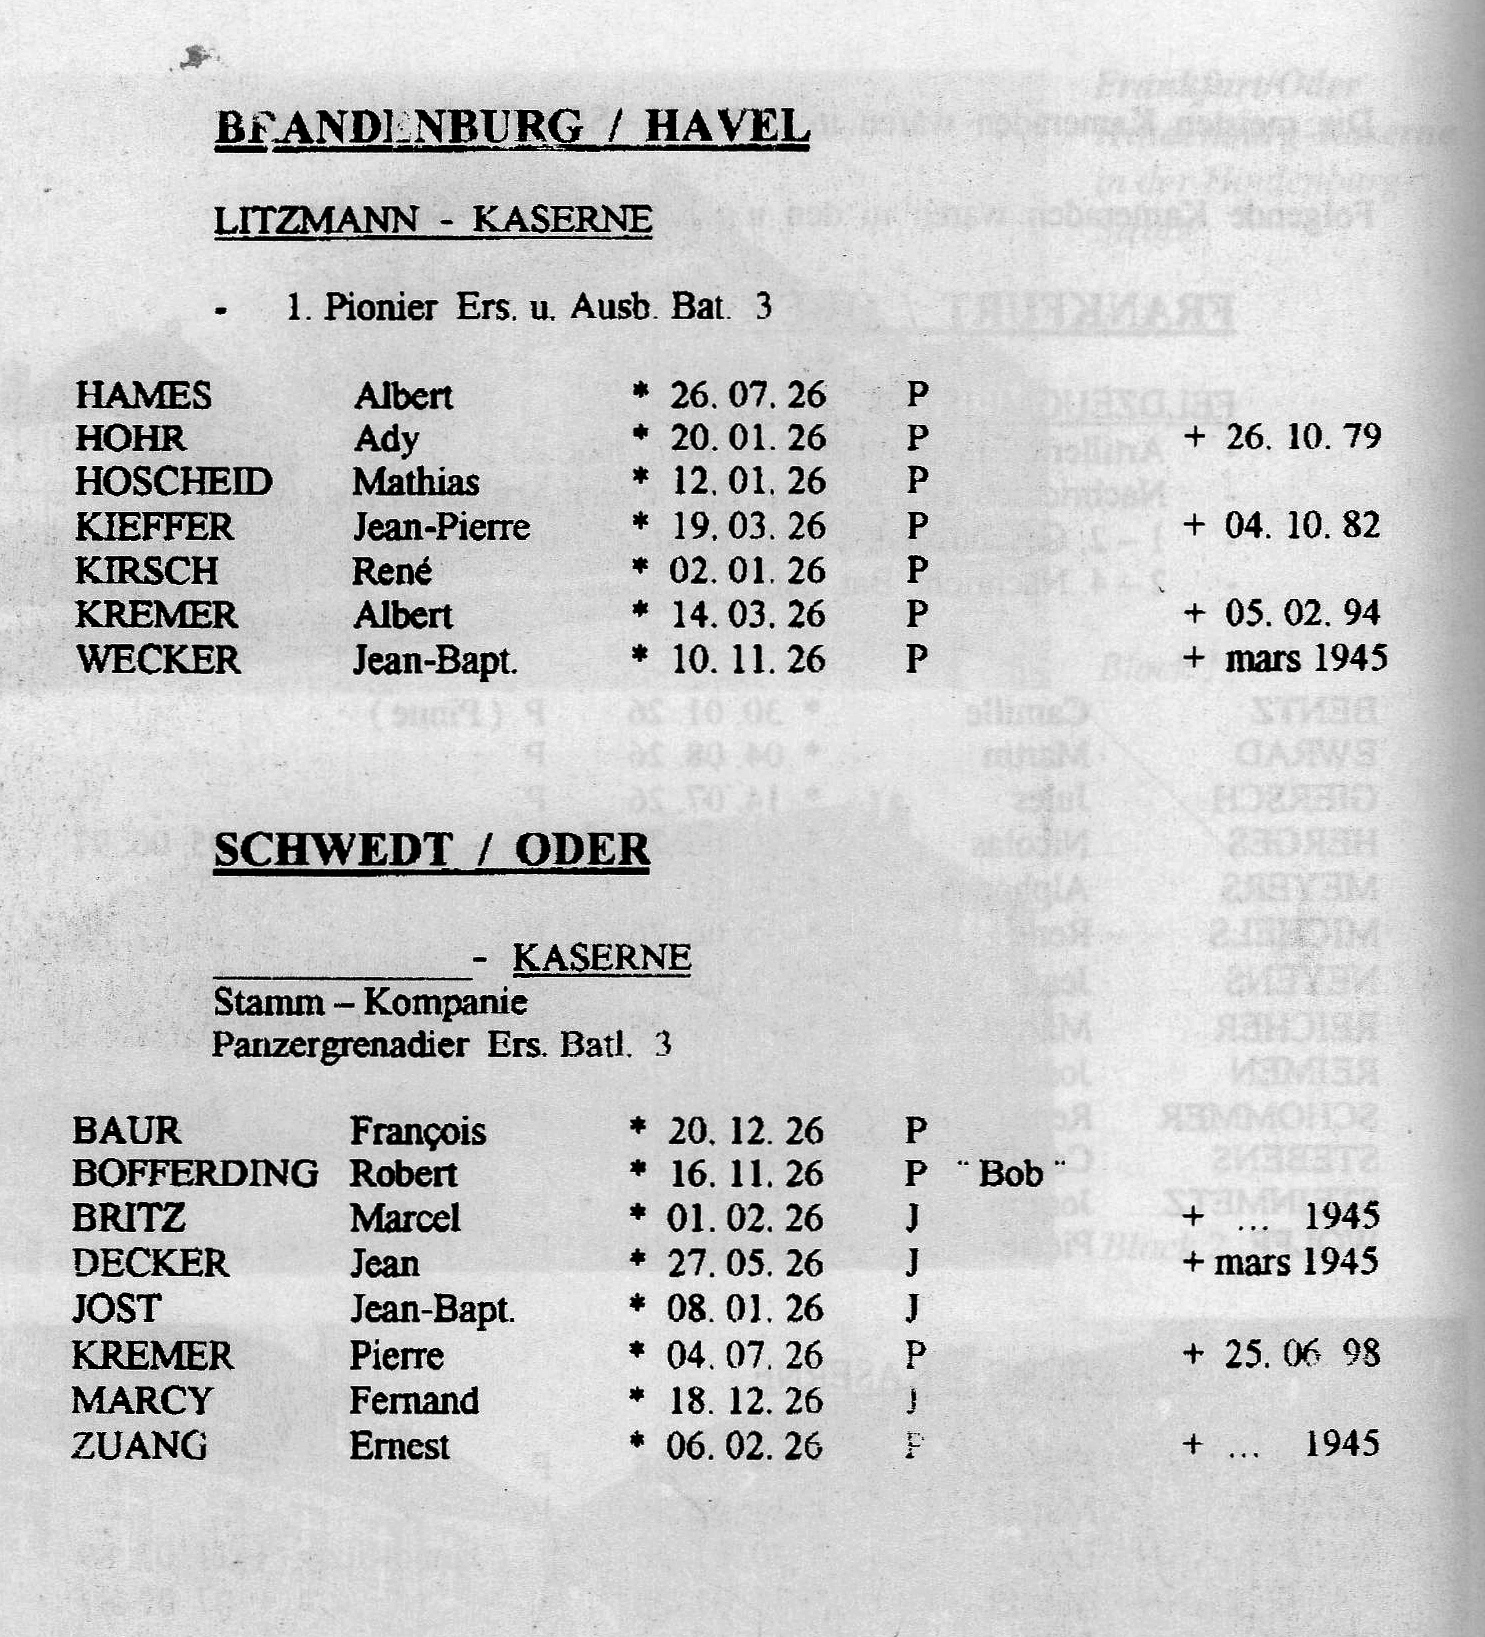 BRANDENBURG / HAVEL
LITZMANN - KASERNE
- 1. Pionier Ers. u. Ausb. Bat. 3
HAMES Albert * 26. 07. 26 P
HOHR Ady * 20. 01. 26 P + 26. 10. 79
HOSCHEID Mathias * 12. 01. 26 P
KIEFFER Jean-Pierre * 19. 03. 26 P + 04. 10. 82
KIRSCH René * 02. 01. 26 P
KREMER Albert * 14. 03. 26 P + 05. 02. 94
WECKER Jean-Bapt. * 10. 11. 26 P + mars 1945
SCHWEDT / ODER
____________- KASERNE
Stamm – Kompanie
Panzergrenadier Ers. Batl. 3
BAUR François * 20. 12. 26 P
BOFFERDING Robert * 16. 11. 26 P ¨ Bob ¨
BRITZ Marcel * 01. 02. 26 J + ... 1945
DECKER Jean * 27. 05. 26 J + mars 1945
JOST Jean-Bapt. * 08. 01. 26 J
KREMER Pierre * 04. 07. 26 P + 25. 06 98
MARCY Fernand * 18. 12. 26 J
ZUANG Ernest * 06. 02. 26 P + ... 1945